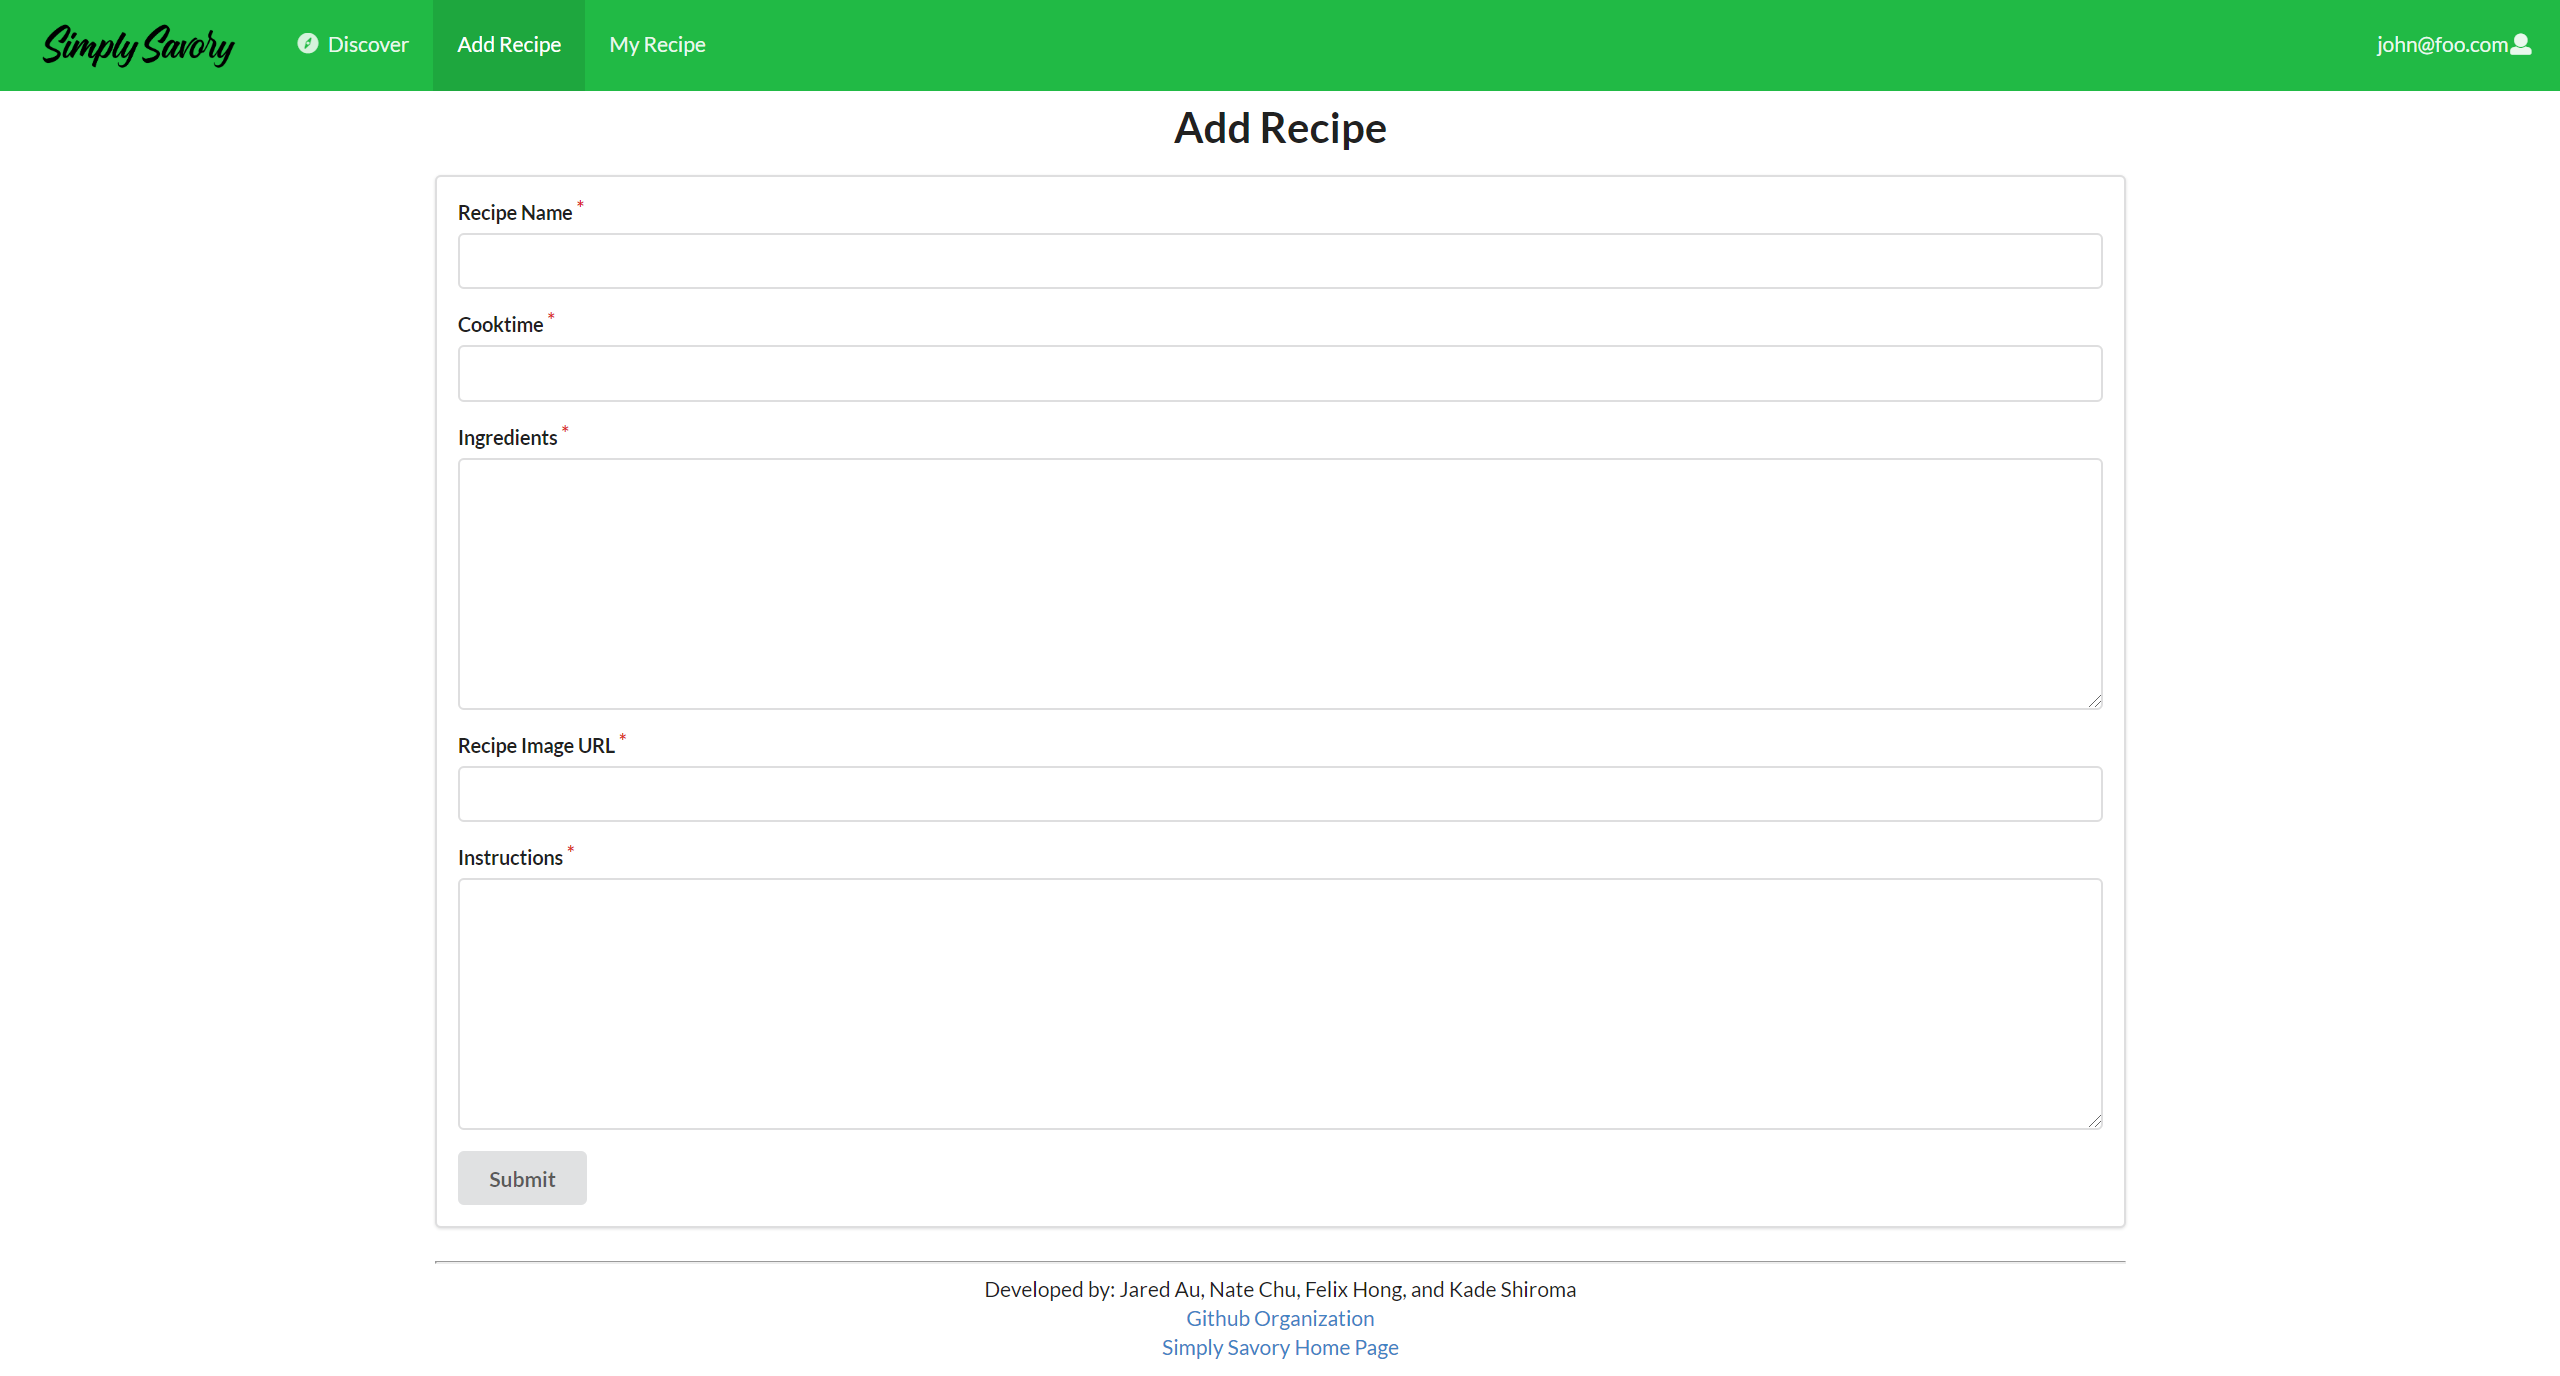 Simply Savory Discover Add Recipe My Recipe john@foo.com
Add Recipe
Recipe Name *
Cooktime *
Ingredients *
Recipe Image URL *
Instructions *
Submit
Developed by: Jared Au, Nate Chu, Felix Hong, and Kade Shiroma
Github Organization
Simply Savory Home Page